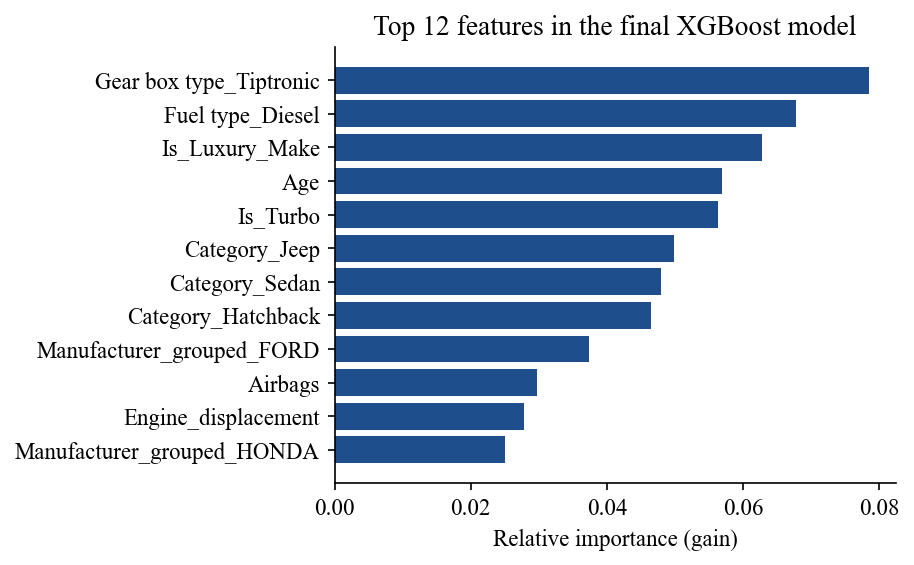 Top 12 features in the final XGBoost model
Gear box type_Tiptronic
Fuel type_Diesel
Is_Luxury_Make
Age
Is_Turbo
Category_Jeep
Category_Sedan
Category_Hatchback
Manufacturer_grouped_FORD
Airbags
Engine_displacement
Manufacturer_grouped_HONDA
0.00 0.02 0.04 0.06 0.08
Relative importance (gain)